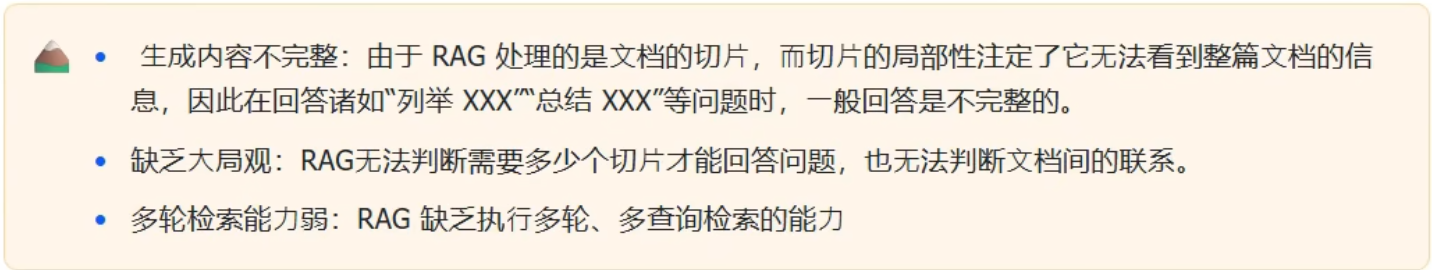 生成内容不完整：由于 RAG 处理的是文档的切片，而切片的局部性注定了它无法看到整篇文档的信
息，因此在回答诸如“列举 XXX”“总结 XXX”等问题时，一般回答是不完整的。
缺乏大局观：RAG无法判断需要多少个切片才能回答问题，也无法判断文档间的联系。
多轮检索能力弱：RAG 缺乏执行多轮、多查询检索的能力